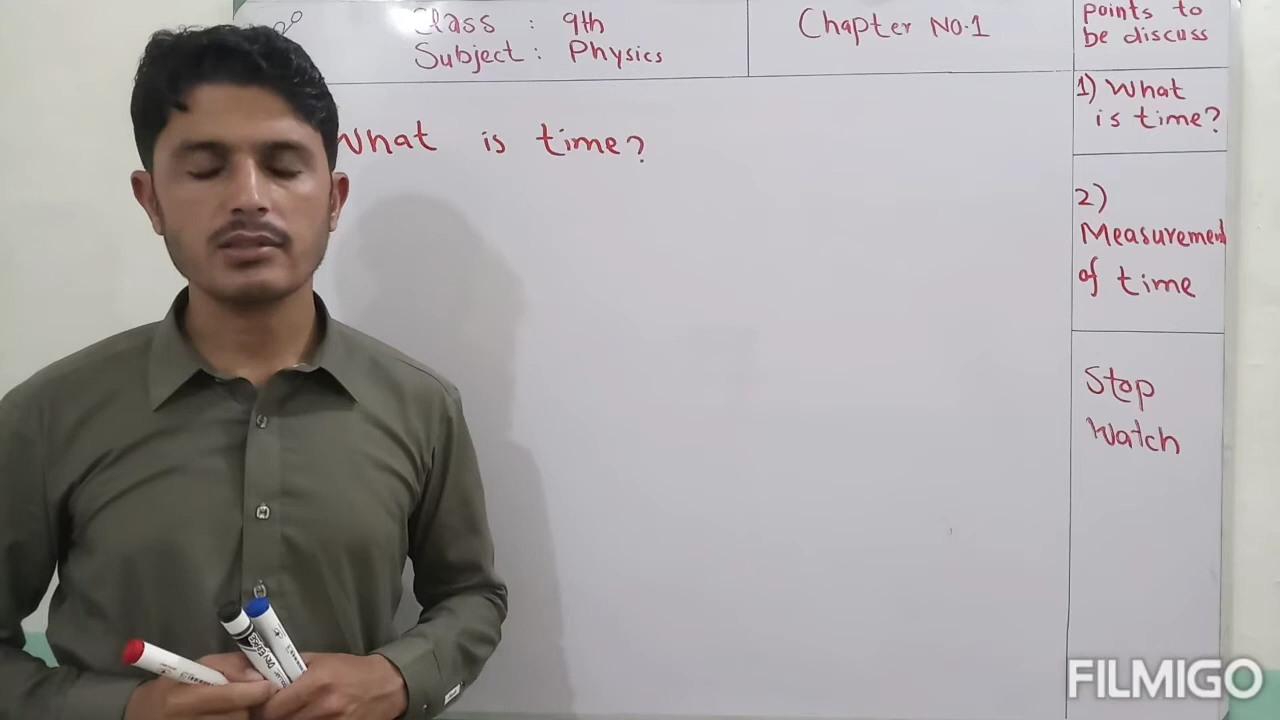 Class : 9th
Subject : Physics
Chapter No.1
points to
be discuss
1) What
is time?
What is time?
2)
Measurement
of time
Stop
Watch
FILMIGO